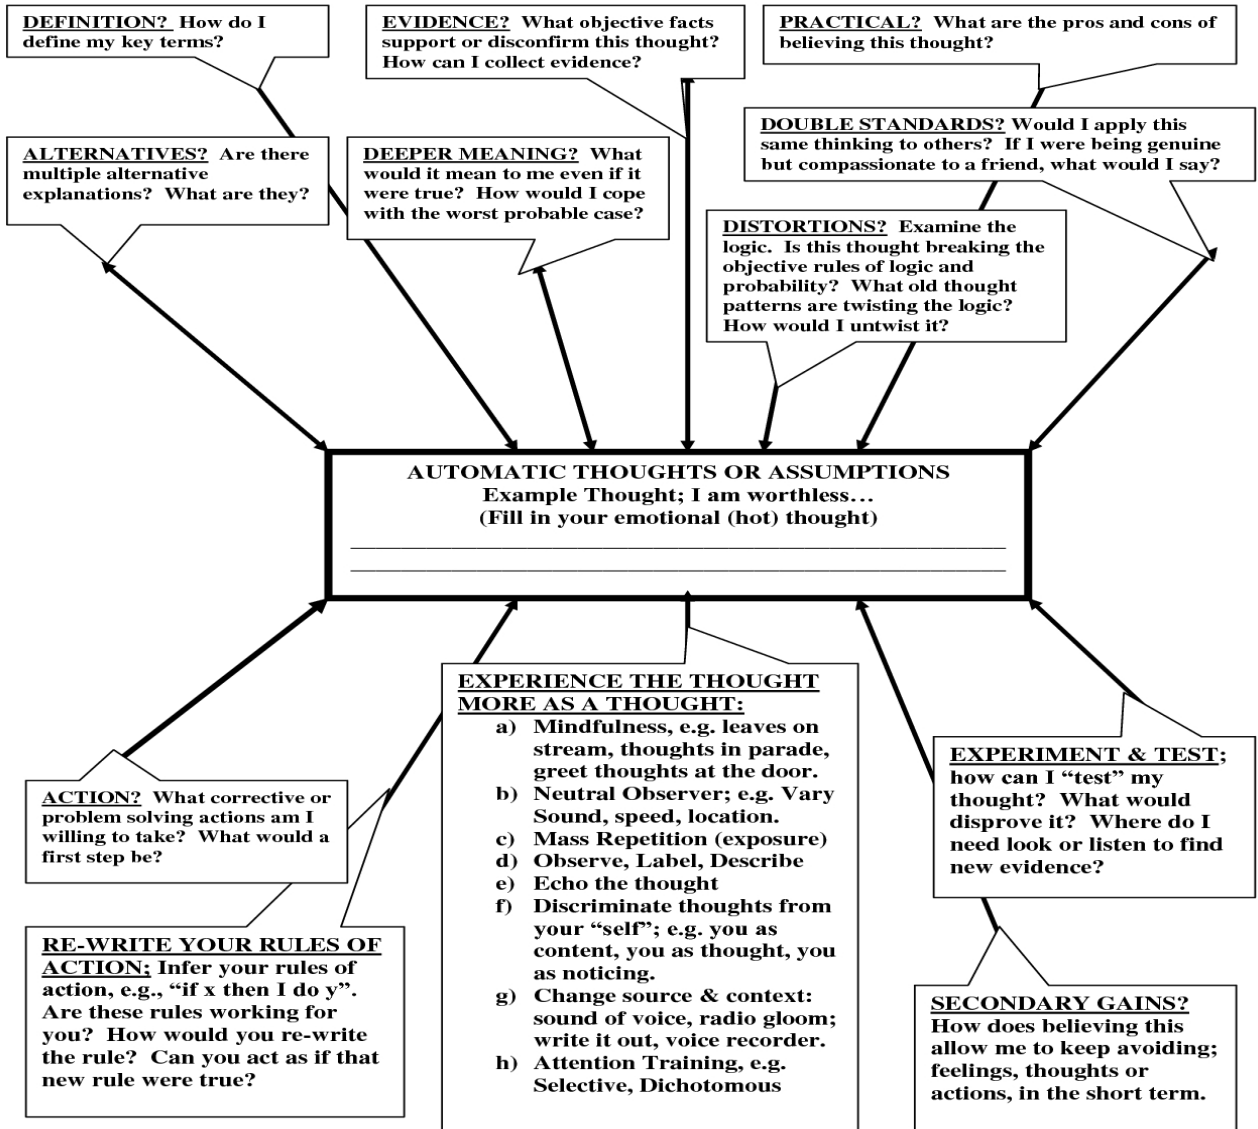 DEFINITION? How do I
define my key terms?
EVIDENCE? What objective facts
support or disconfirm this thought?
How can I collect evidence?
PRACTICAL? What are the pros and cons of
believing this thought?
ALTERNATIVES? Are there
multiple alternative
explanations? What are they?
DEEPER MEANING? What
would it mean to me even if it
were true? How would I cope
with the worst probable case?
DOUBLE STANDARDS? Would I apply this
same thinking to others? If I were being genuine
but compassionate to a friend, what would I say?
DISTORTIONS? Examine the
logic. Is this thought breaking the
objective rules of logic and
probability? What old thought
patterns are twisting the logic?
How would I untwist it?
AUTOMATIC THOUGHTS OR ASSUMPTIONS
Example Thought; I am worthless…
(Fill in your emotional (hot) thought)
ACTION? What corrective or
problem solving actions am I
willing to take? What would a
first step be?
RE-WRITE YOUR RULES OF
ACTION; Infer your rules of
action, e.g., “if x then I do y”.
Are these rules working for
you? How would you re-write
the rule? Can you act as if that
new rule were true?
EXPERIENCE THE THOUGHT
MORE AS A THOUGHT:
a) Mindfulness, e.g. leaves on
stream, thoughts in parade,
greet thoughts at the door.
b) Neutral Observer; e.g. Vary
Sound, speed, location.
c) Mass Repetition (exposure)
d) Observe, Label, Describe
e) Echo the thought
f) Discriminate thoughts from
your “self”; e.g. you as
content, you as thought, you
as noticing.
g) Change source & context:
sound of voice, radio gloom;
write it out, voice recorder.
h) Attention Training, e.g.
Selective, Dichotomous
EXPERIMENT & TEST;
how can I “test” my
thought? What would
disprove it? Where do I
need look or listen to find
new evidence?
SECONDARY GAINS?
How does believing this
allow me to keep avoiding;
feelings, thoughts or
actions, in the short term.